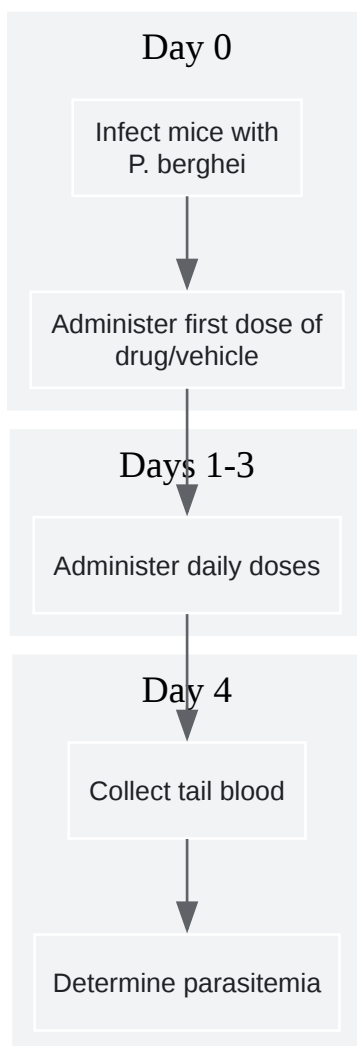 Day 0
Infect mice with
P. berghei
Administer first dose of
drug/vehicle
Days 1-3
Administer daily doses
Day 4
Collect tail blood
Determine parasitemia